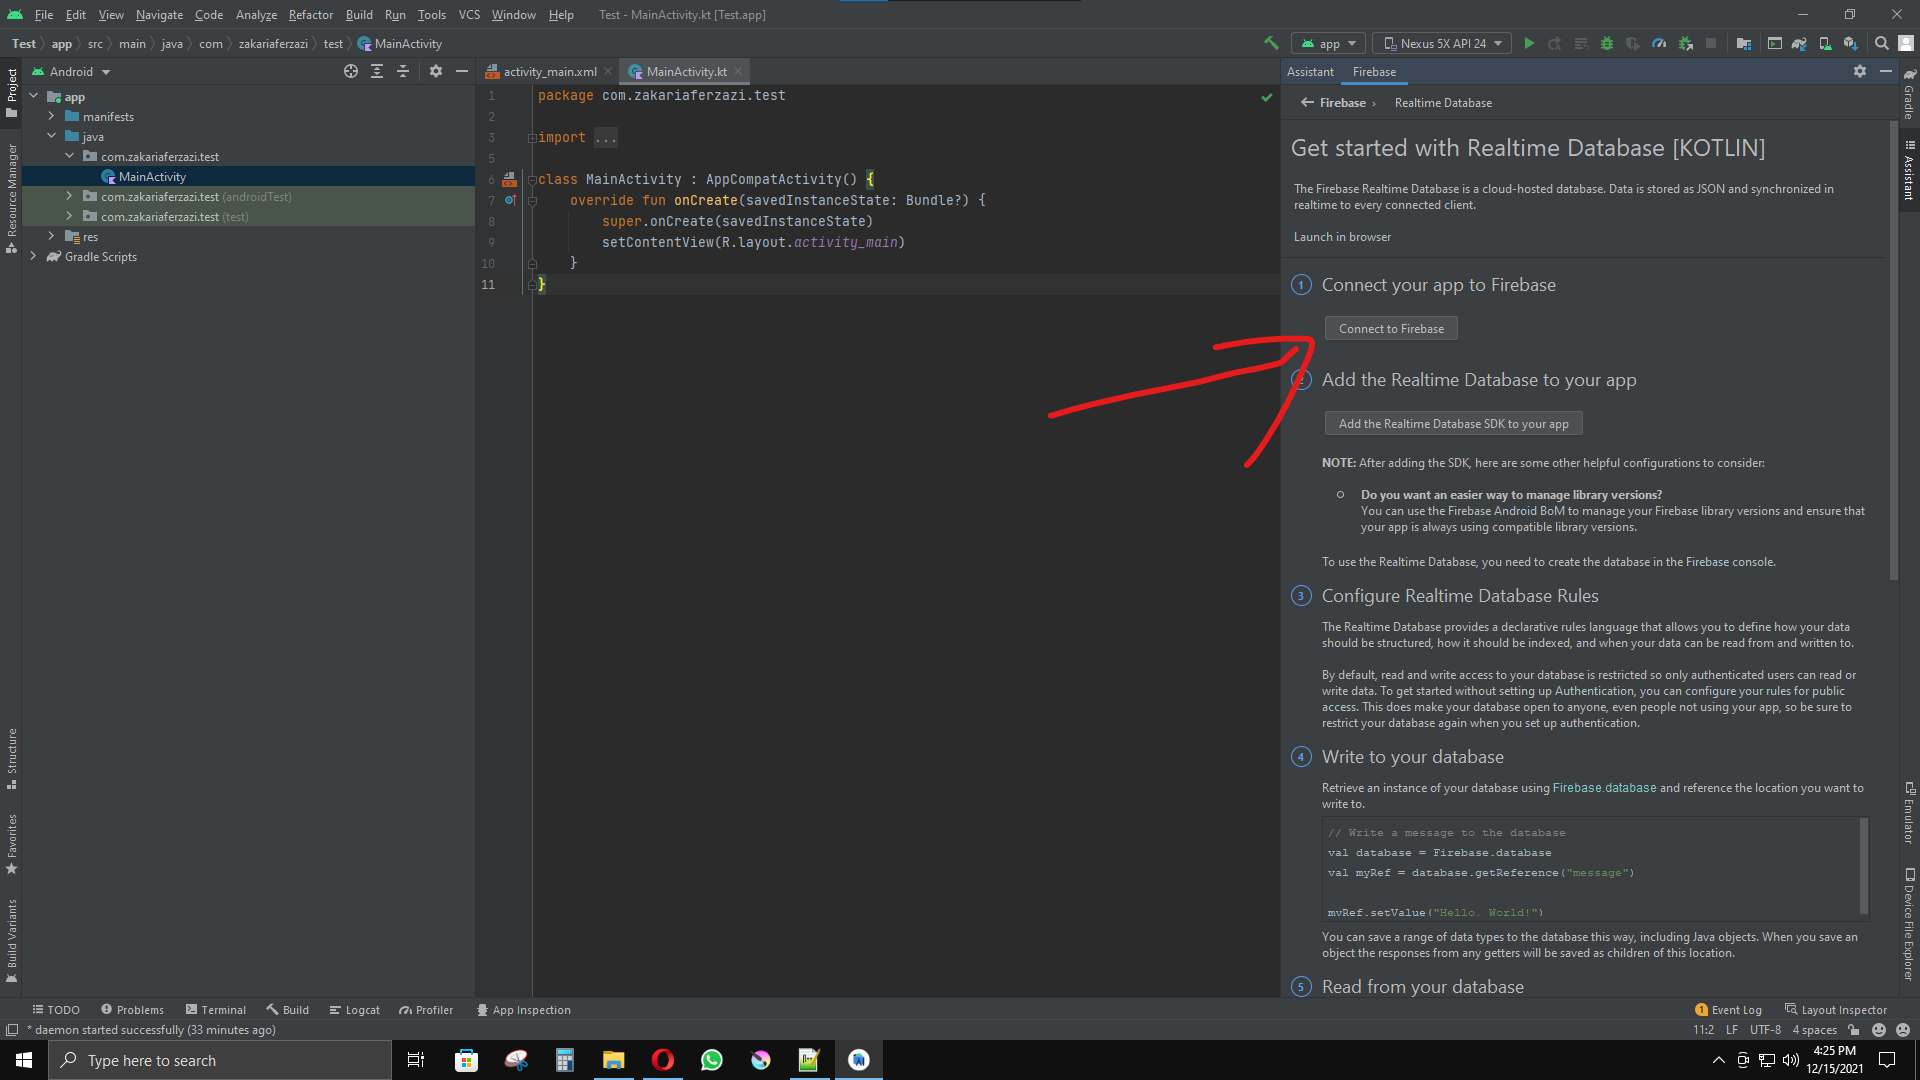 File Edit View Navigate Code Analyze Refactor Build Run Tools VCS Window Help Test - MainActivity.kt [Test.app]
Test app src main java com zakariaferzazi test MainActivity
app Nexus 5X API 24
Android
activity_main.xml MainActivity.kt
Assistant Firebase
Project
Resource Manager
Structure
Favorites
Build Variants
app
manifests
java
com.zakariaferzazi.test
MainActivity
com.zakariaferzazi.test (androidTest)
com.zakariaferzazi.test (test)
res
Gradle Scripts
1 package com.zakariaferzazi.test
2
3 import ...
5
6 class MainActivity : AppCompatActivity() {
7 override fun onCreate(savedInstanceState: Bundle?) {
8 super.onCreate(savedInstanceState)
9 setContentView(R.layout.activity_main)
10 }
11 }
Firebase › Realtime Database
Get started with Realtime Database [KOTLIN]
The Firebase Realtime Database is a cloud-hosted database. Data is stored as JSON and synchronized in
realtime to every connected client.
Launch in browser
1 Connect your app to Firebase
Connect to Firebase
2 Add the Realtime Database to your app
Add the Realtime Database SDK to your app
NOTE: After adding the SDK, here are some other helpful configurations to consider:
Do you want an easier way to manage library versions?
You can use the Firebase Android BoM to manage your Firebase library versions and ensure that
your app is always using compatible library versions.
To use the Realtime Database, you need to create the database in the Firebase console.
3 Configure Realtime Database Rules
The Realtime Database provides a declarative rules language that allows you to define how your data
should be structured, how it should be indexed, and when your data can be read from and written to.
By default, read and write access to your database is restricted so only authenticated users can read or
write data. To get started without setting up Authentication, you can configure your rules for public
access. This does make your database open to anyone, even people not using your app, so be sure to
restrict your database again when you set up authentication.
4 Write to your database
Retrieve an instance of your database using Firebase.database and reference the location you want to
write to.
// Write a message to the database
val database = Firebase.database
val myRef = database.getReference("message")
myRef.setValue("Hello, World!")
You can save a range of data types to the database this way, including Java objects. When you save an
object the responses from any getters will be saved as children of this location.
5 Read from your database
Gradle
Assistant
Emulator
Device File Explorer
TODO Problems Terminal Build Logcat Profiler App Inspection 1 Event Log Layout Inspector
* daemon started successfully (33 minutes ago) 11:2 LF UTF-8 4 spaces
Type here to search
4:25 PM
12/15/2021